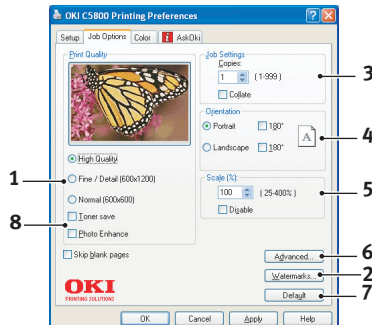 OKI C5800 Printing Preferences
Setup Job Options Color AskOki
Print Quality
High Quality
Fine / Detail (600x1200)
Normal (600x600)
Toner save
Photo Enhance
Skip blank pages
OKI
PRINTING SOLUTIONS
Job Settings
Copies:
1 (1-999)
Collate
Orientation
Portrait 180°
Landscape 180°
A
Scale (%)
100 (25-400%)
Disable
Advanced...
Watermarks...
Default
OK Cancel Apply Help
1
8
3
4
5
6
2
7